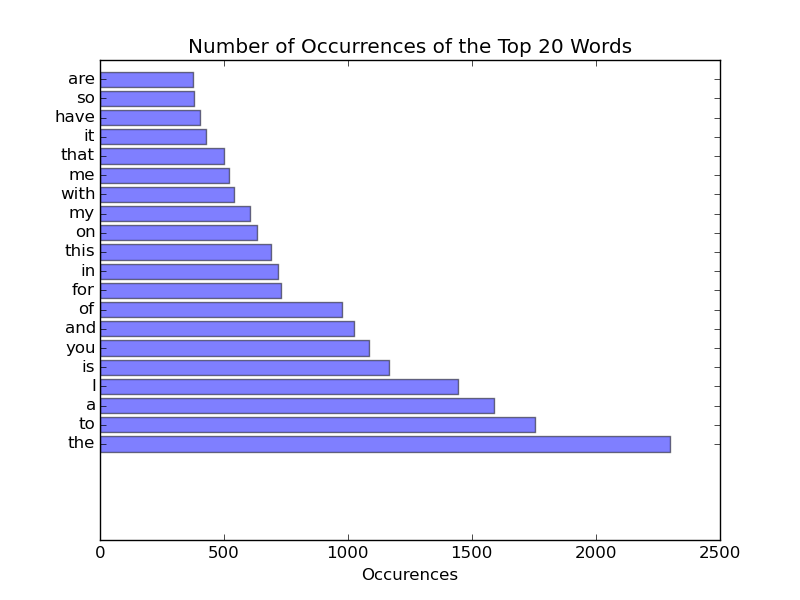 Number of Occurrences of the Top 20 Words
are
so
have
it
that
me
with
my
on
this
in
for
of
and
you
is
I
a
to
the
0 500 1000 1500 2000 2500
Occurences